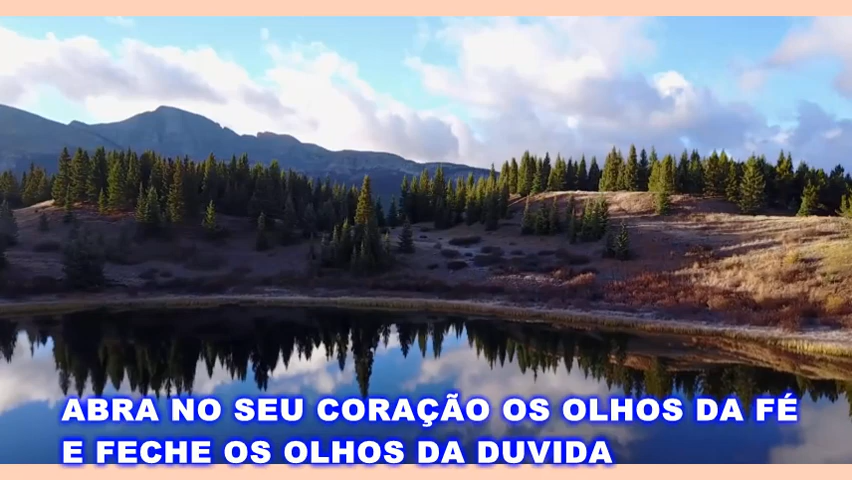 ABRA NO SEU CORAÇÃO OS OLHOS DA FÉ
E FECHE OS OLHOS DA DUVIDA